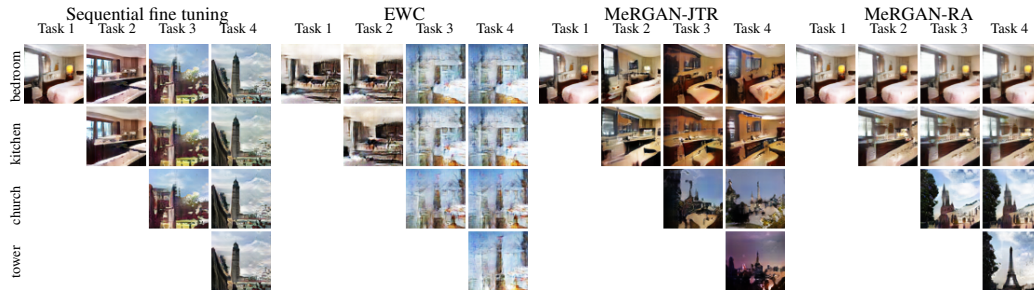 Sequential fine tuning EWC MeRGAN-JTR MeRGAN-RA
Task 1 Task 2 Task 3 Task 4 Task 1 Task 2 Task 3 Task 4 Task 1 Task 2 Task 3 Task 4 Task 1 Task 2 Task 3 Task 4
bedroom
kitchen
church
tower